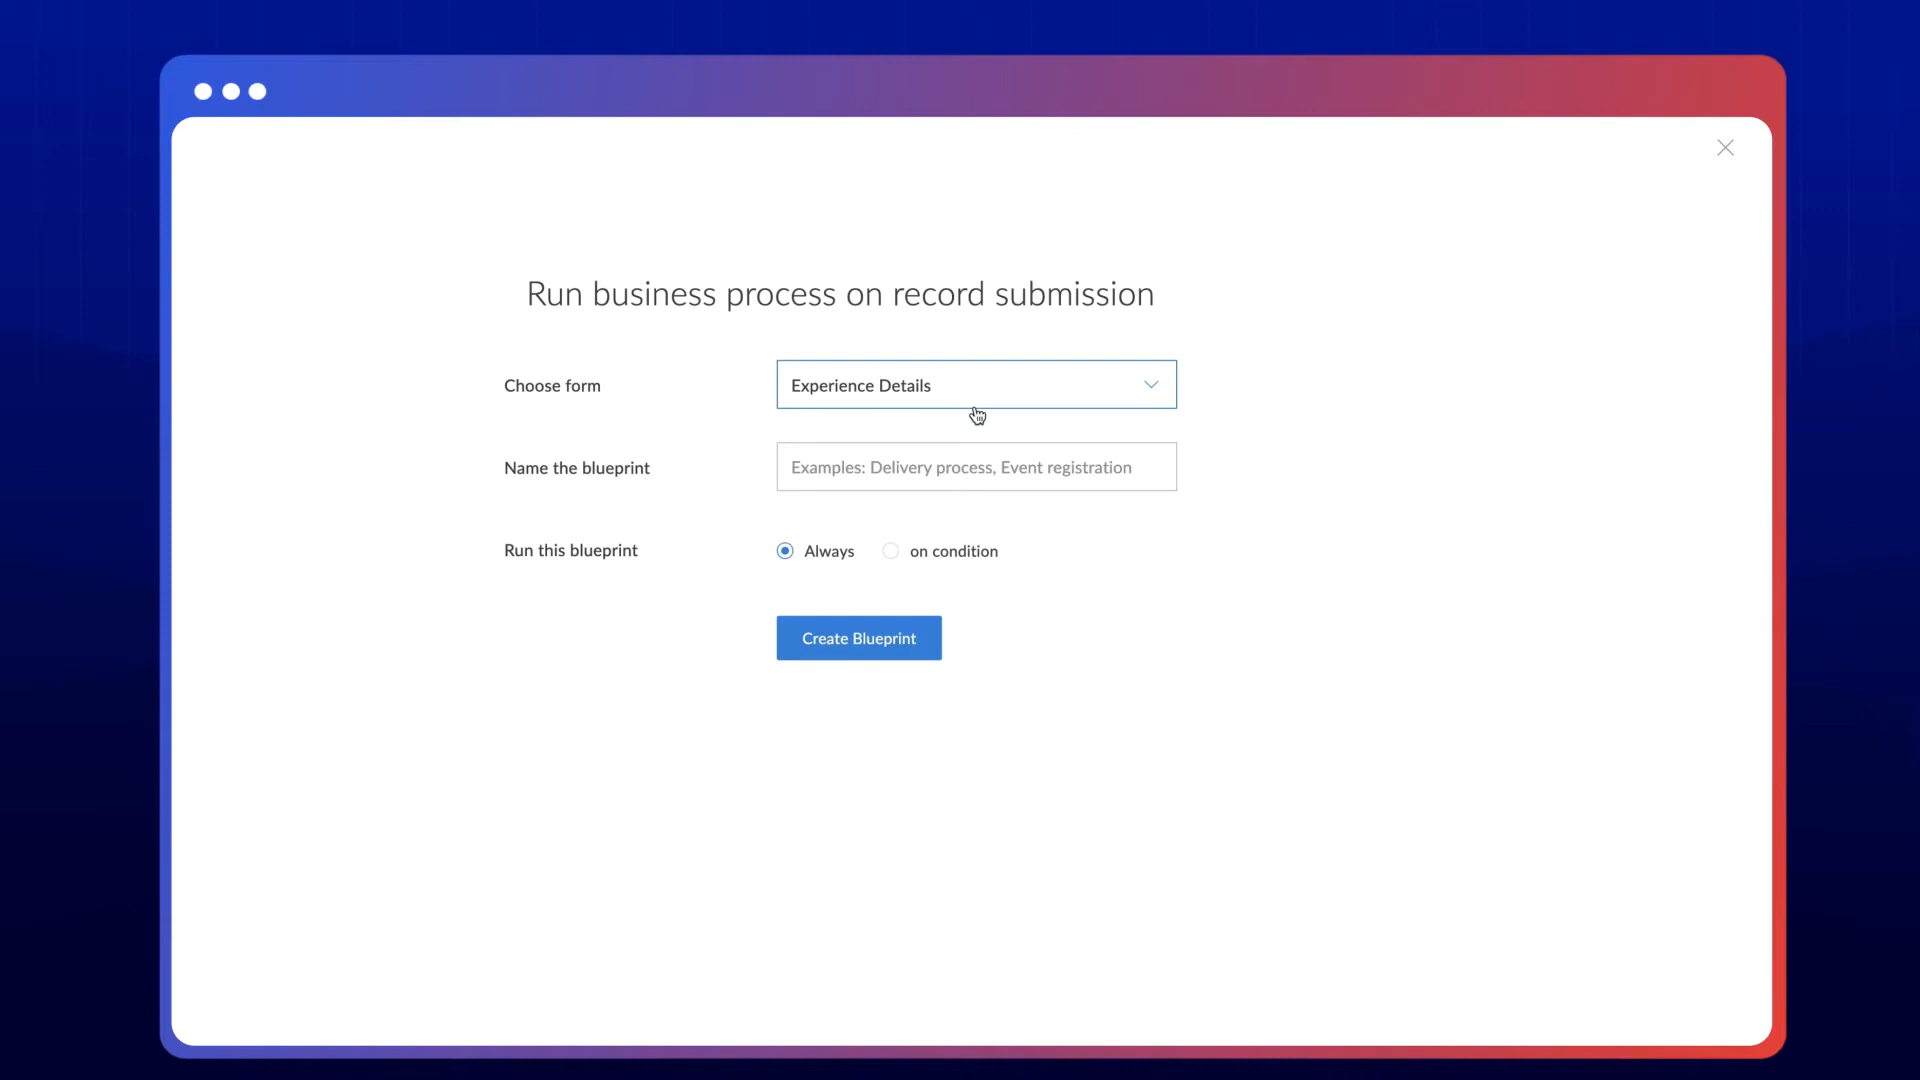 Run business process on record submission
Choose form
Experience Details
Name the blueprint
Examples: Delivery process, Event registration
Run this blueprint
Always
on condition
Create Blueprint